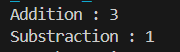 Addition : 3
Substraction : 1